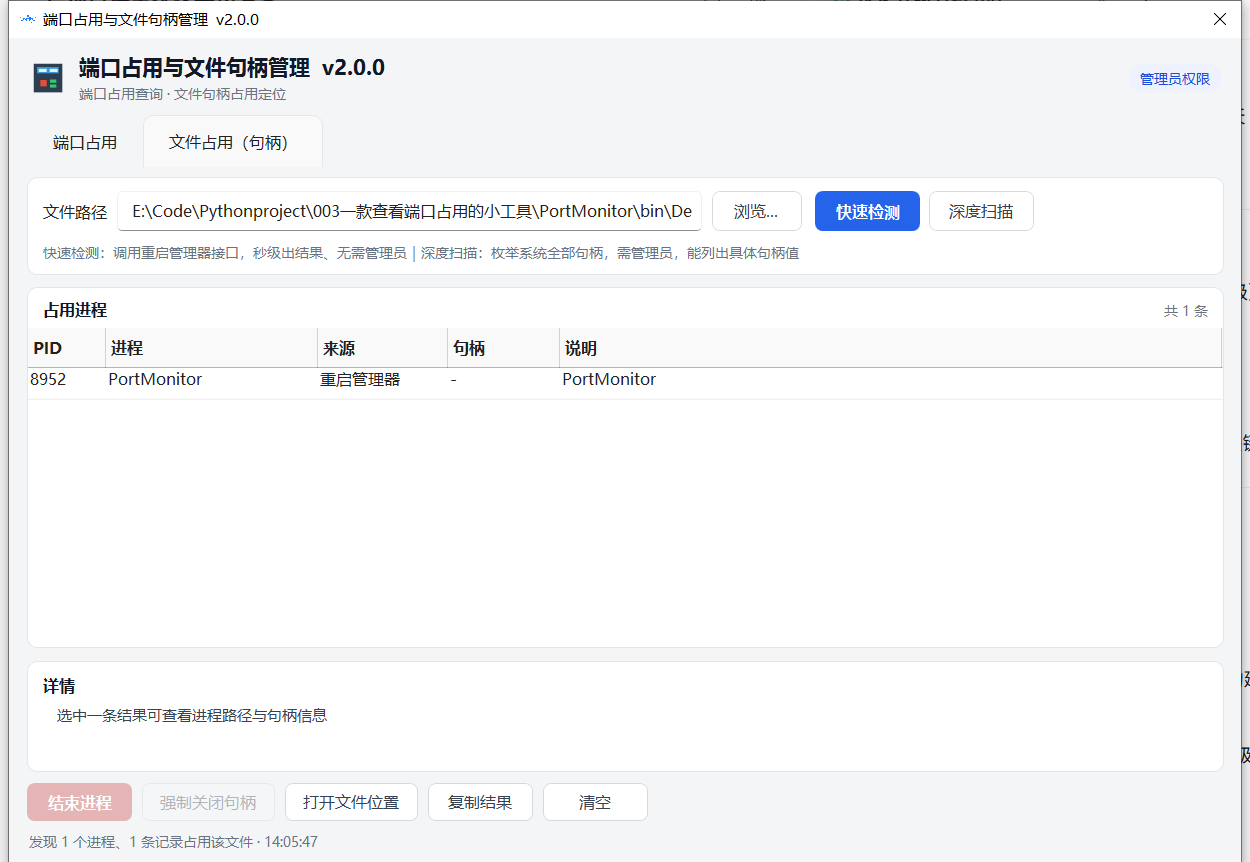 端口占用与文件句柄管理 v2.0.0
端口占用与文件句柄管理 v2.0.0
端口占用查询 · 文件句柄占用定位
管理员权限
端口占用
文件占用（句柄）
文件路径
E:\Code\Pythonproject\003一款查看端口占用的小工具\PortMonitor\bin\De
浏览...
快速检测
深度扫描
快速检测：调用重启管理器接口，秒级出结果、无需管理员 | 深度扫描：枚举系统全部句柄，需管理员，能列出具体句柄值
占用进程
共 1 条
PID 进程 来源 句柄 说明
8952 PortMonitor 重启管理器 - PortMonitor
详情
选中一条结果可查看进程路径与句柄信息
结束进程
强制关闭句柄
打开文件位置
复制结果
清空
发现 1 个进程、1 条记录占用该文件 · 14:05:47